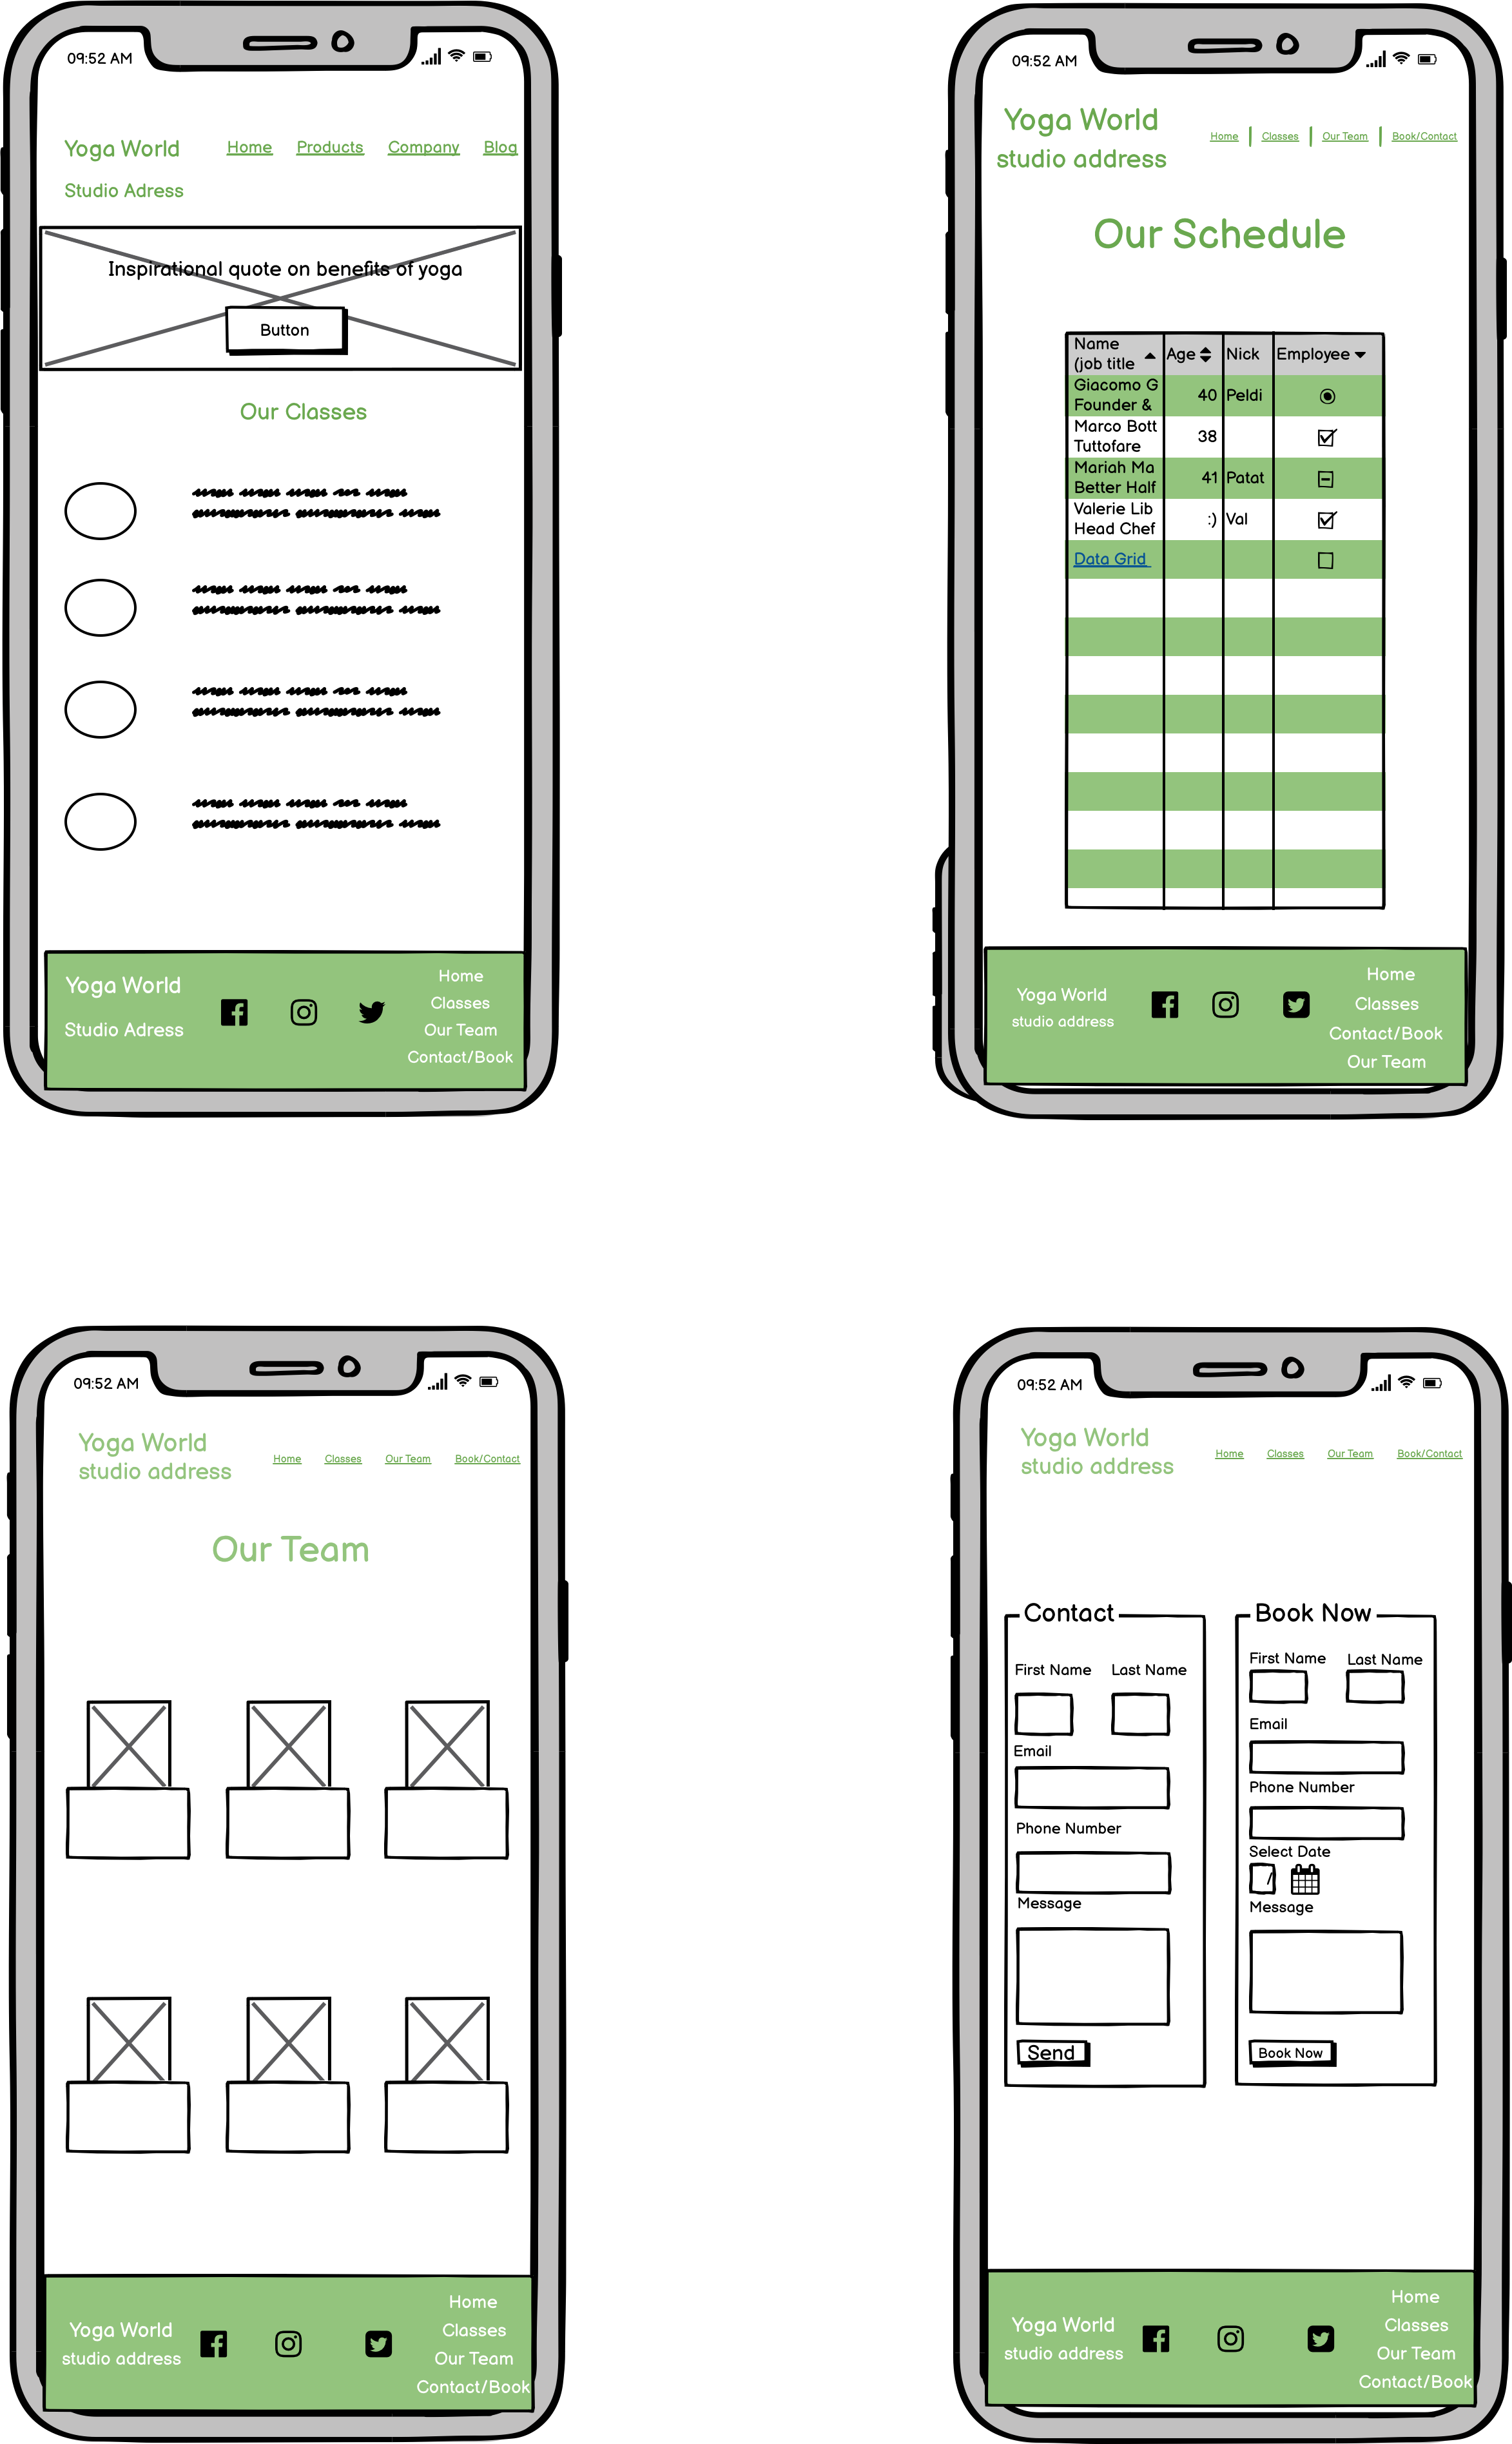 09:52 AM
Yoga World
Home Products Company Blog
Studio Adress
Inspirational quote on benefits of yoga
Button
Our Classes
Yoga World
Studio Adress
Home
Classes
Our Team
Contact/Book
09:52 AM
Yoga World
studio address
Home Classes Our Team Book/Contact
Our Schedule
Name
(job title
Age
Nick
Employee
Giacomo G
Founder &
40
Peldi
Marco Bott
Tuttofare
38
Mariah Ma
Better Half
41
Patat
Valerie Lib
Head Chef
:)
Val
Data Grid
Yoga World
studio address
Home
Classes
Contact/Book
Our Team
09:52 AM
Yoga World
studio address
Home Classes Our Team Book/Contact
Our Team
Yoga World
studio address
Home
Classes
Our Team
Contact/Book
09:52 AM
Yoga World
studio address
Home Classes Our Team Book/Contact
Contact
First Name Last Name
Email
Phone Number
Message
Send
Book Now
First Name Last Name
Email
Phone Number
Select Date
/
Message
Book Now
Yoga World
studio address
Home
Classes
Our Team
Contact/Book